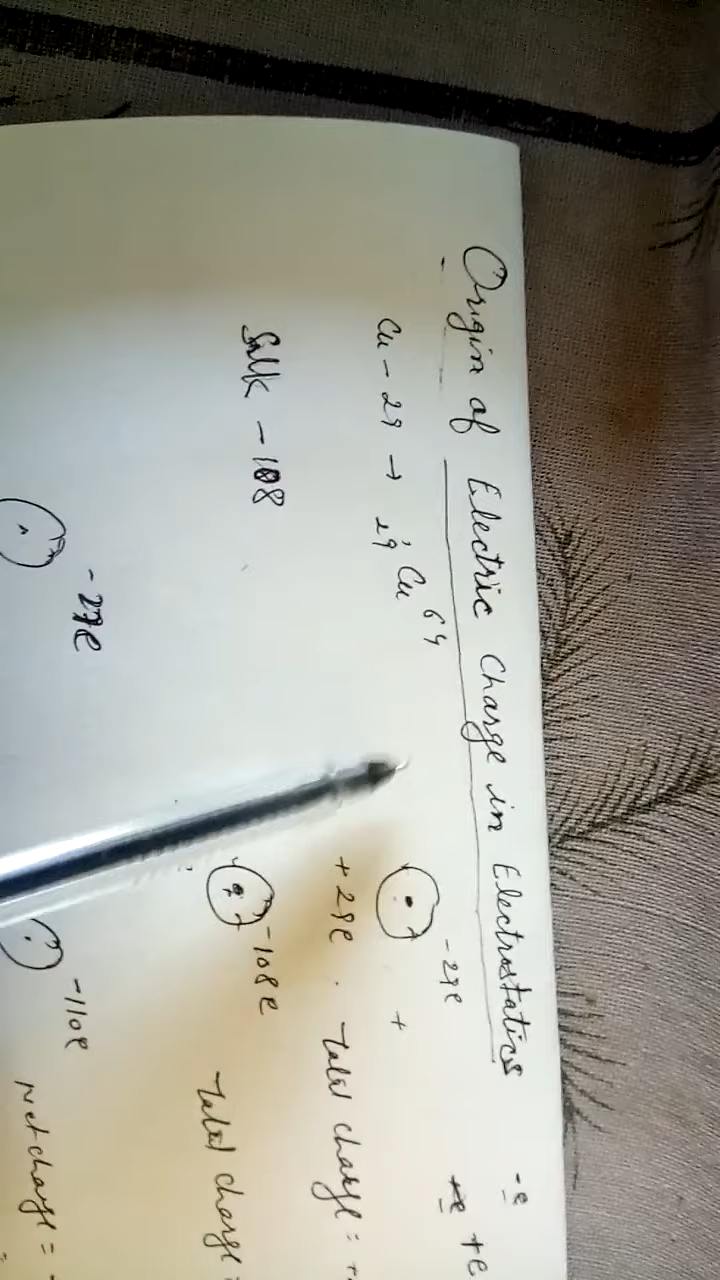 Origin of Electric Charge in Electrostatics
-e
+e +e
Cu - 29 → 29 Cu 64
-29e
+
+29e . Total charge = +
Silk - 108
-108e
Total charge =
-27e
-110e
Net charge = -